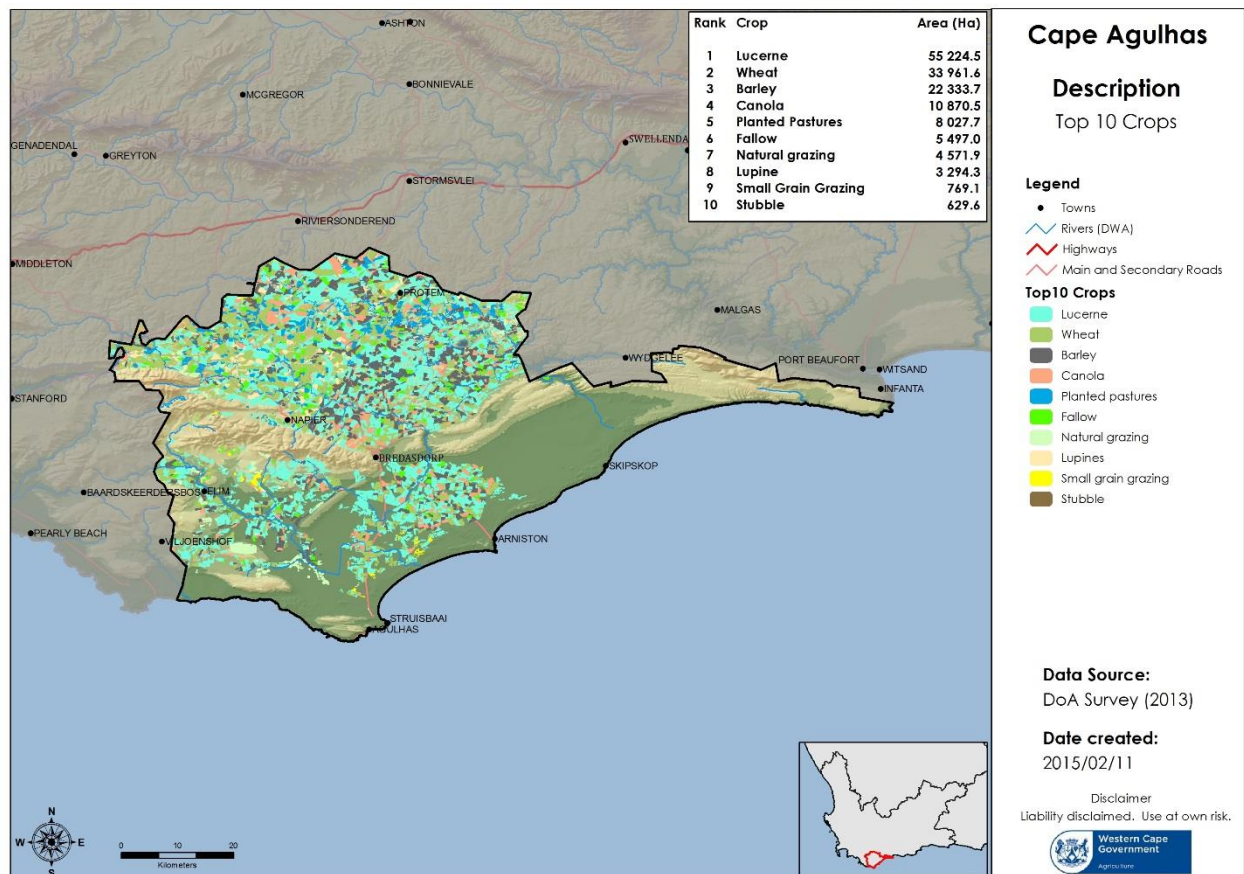 Rank Crop Area (Ha)
1 Lucerne 55 224.5
2 Wheat 33 961.6
3 Barley 22 333.7
4 Canola 10 870.5
5 Planted Pastures 8 027.7
6 Fallow 5 497.0
7 Natural grazing 4 571.9
8 Lupine 3 294.3
9 Small Grain Grazing 769.1
10 Stubble 629.6
ASHTON
BONNIEVALE
MCGREGOR
SWELLENDA
GENADENDAL
GREYTON
STORMSVLEI
RIVIERSONDEREND
MIDDLETON
PROTEM
MALGAS
WYDGELEE
PORT BEAUFORT
WITSAND
INFANTA
STANFORD
NAPIER
BREDASDORP
SKIPSKOP
BAARDSKEERDERSBOS
ELIM
PEARLY BEACH
VILJOENSHOF
ARNISTON
STRUISBAAI
AGULHAS
N
W E
S
0 10 20
Kilometers
Cape Agulhas
Description
Top 10 Crops
Legend
Towns
Rivers (DWA)
Highways
Main and Secondary Roads
Top10 Crops
Lucerne
Wheat
Barley
Canola
Planted pastures
Fallow
Natural grazing
Lupines
Small grain grazing
Stubble
Data Source:
DoA Survey (2013)
Date created:
2015/02/11
Disclaimer
Liability disclaimed. Use at own risk.
Western Cape
Government
Agriculture